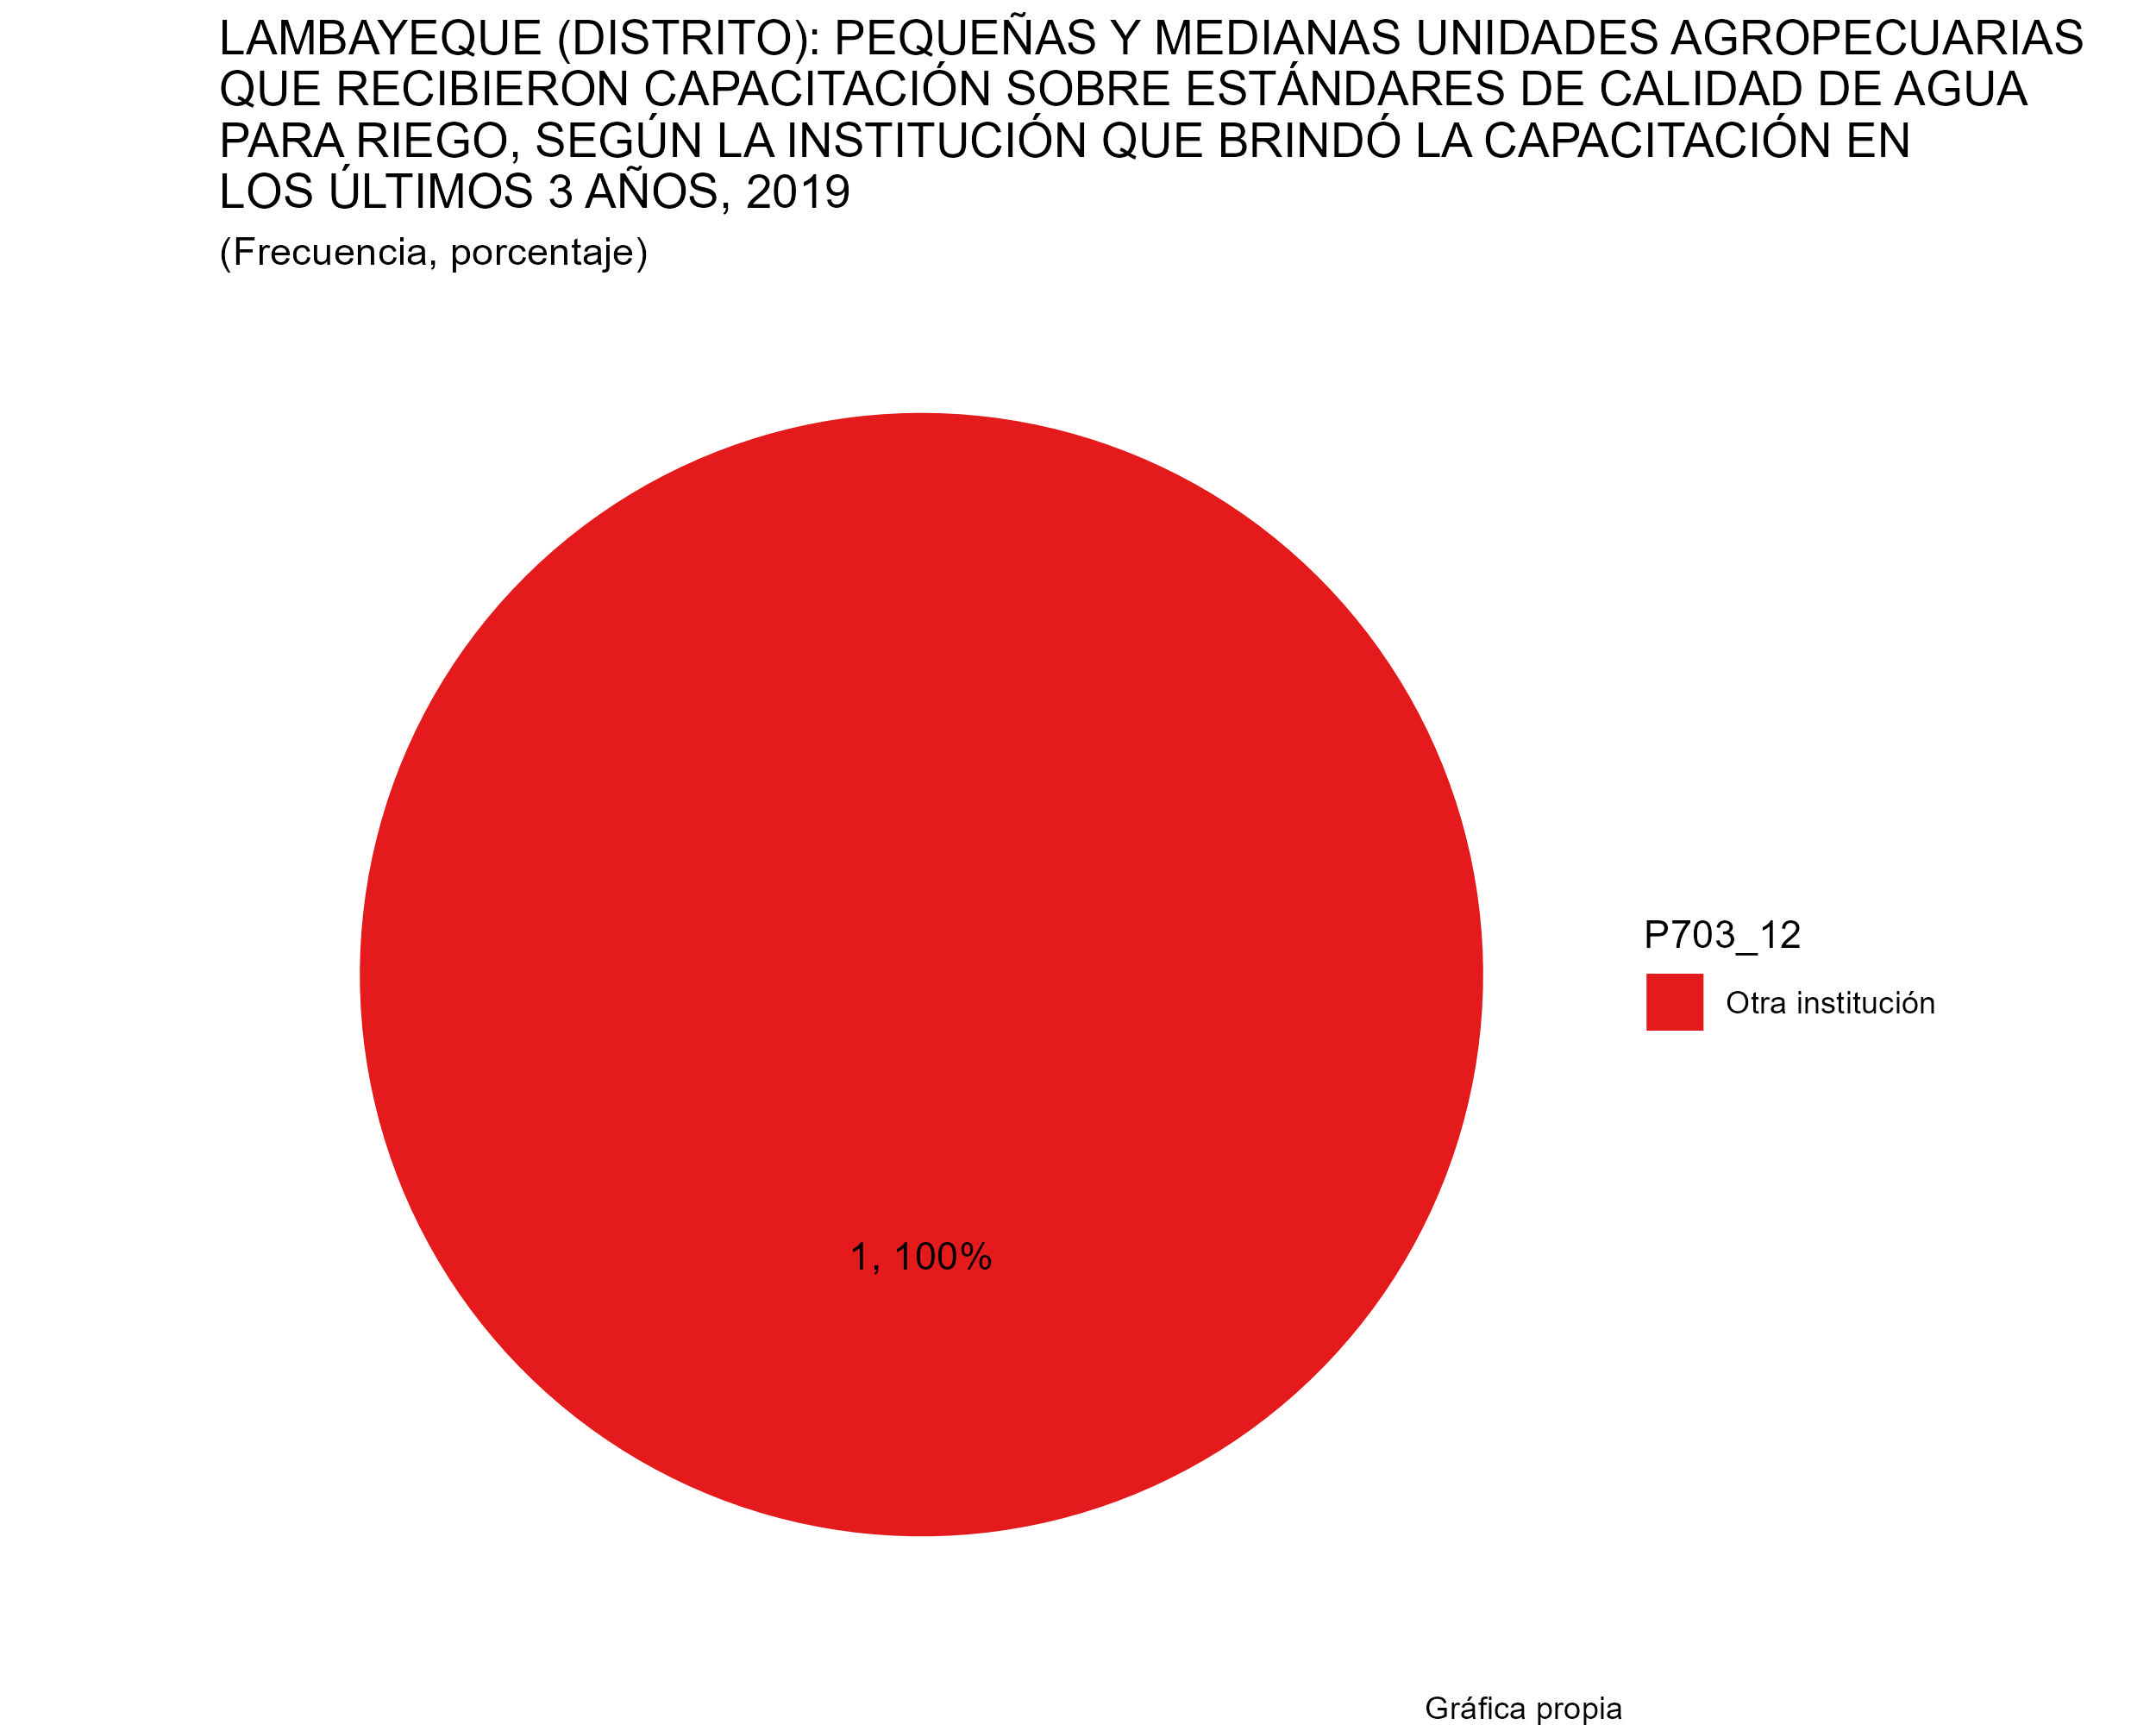 LAMBAYEQUE (DISTRITO): PEQUEÑAS Y MEDIANAS UNIDADES AGROPECUARIAS
QUE RECIBIERON CAPACITACIÓN SOBRE ESTÁNDARES DE CALIDAD DE AGUA
PARA RIEGO, SEGÚN LA INSTITUCIÓN QUE BRINDÓ LA CAPACITACIÓN EN
LOS ÚLTIMOS 3 AÑOS, 2019
(Frecuencia, porcentaje)
P703_12
Otra institución
1, 100%
Gráfica propia